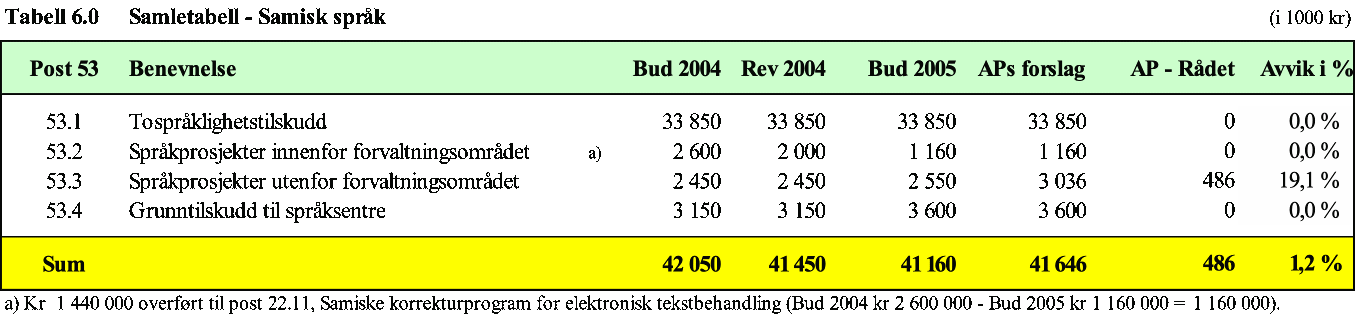 Tabell 6.0 Samletabell - Samisk språk (i 1000 kr)
Post 53 Benevnelse Bud 2004 Rev 2004 Bud 2005 APs forslag AP - Rådet Avvik i %
53.1 Tospråklighetstilskudd 33 850 33 850 33 850 33 850 0 0,0 %
53.2 Språkprosjekter innenfor forvaltningsområdet a) 2 600 2 000 1 160 1 160 0 0,0 %
53.3 Språkprosjekter utenfor forvaltningsområdet 2 450 2 450 2 550 3 036 486 19,1 %
53.4 Grunntilskudd til språksentre 3 150 3 150 3 600 3 600 0 0,0 %
Sum 42 050 41 450 41 160 41 646 486 1,2 %
a) Kr 1 440 000 overført til post 22.11, Samiske korrekturprogram for elektronisk tekstbehandling (Bud 2004 kr 2 600 000 - Bud 2005 kr 1 160 000 = 1 160 000).